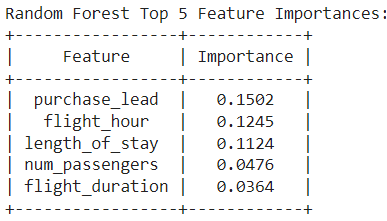 Random Forest Top 5 Feature Importances:
+-----------------+------------+
|     Feature     | Importance |
+-----------------+------------+
|  purchase_lead  |   0.1502   |
|   flight_hour   |   0.1245   |
| length_of_stay  |   0.1124   |
| num_passengers  |   0.0476   |
| flight_duration |   0.0364   |
+-----------------+------------+